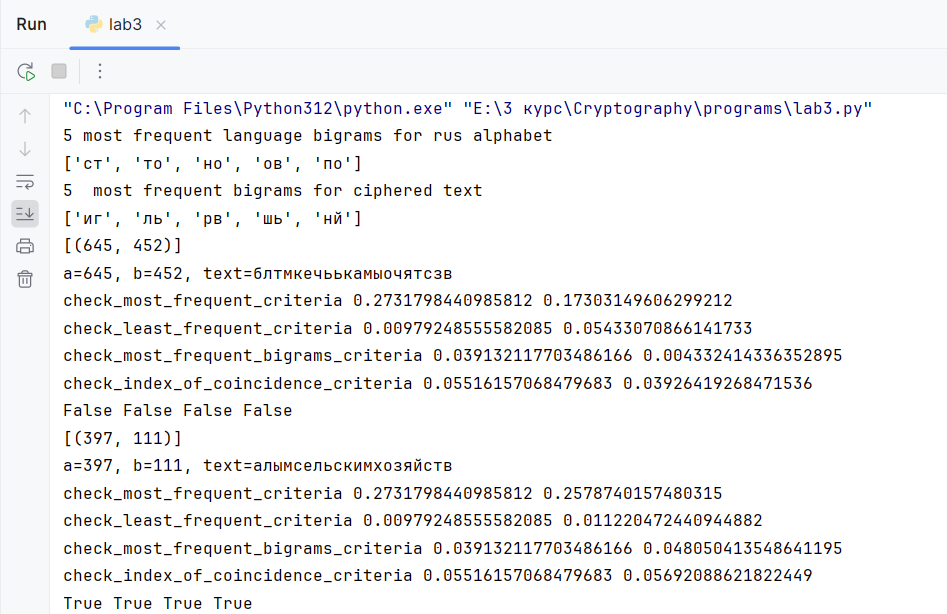 Run lab3
"C:\Program Files\Python312\python.exe" "E:\3 курс\Cryptography\programs\lab3.py"
5 most frequent language bigrams for rus alphabet
['ст', 'то', 'но', 'ов', 'по']
5  most frequent bigrams for ciphered text
['иг', 'ль', 'рв', 'шь', 'нй']
[(645, 452)]
a=645, b=452, text=блтмкечььkамыочятсзв
check_most_frequent_criteria 0.2731798440985812 0.17303149606299212
check_least_frequent_criteria 0.00979248555582085 0.05433070866141733
check_most_frequent_bigrams_criteria 0.039132117703486166 0.004332414336352895
check_index_of_coincidence_criteria 0.05516157068479683 0.03926419268471536
False False False False
[(397, 111)]
a=397, b=111, text=алымсельскимхозяйств
check_most_frequent_criteria 0.2731798440985812 0.2578740157480315
check_least_frequent_criteria 0.00979248555582085 0.011220472440944882
check_most_frequent_bigrams_criteria 0.039132117703486166 0.048050413548641195
check_index_of_coincidence_criteria 0.05516157068479683 0.05692088621822449
True True True True